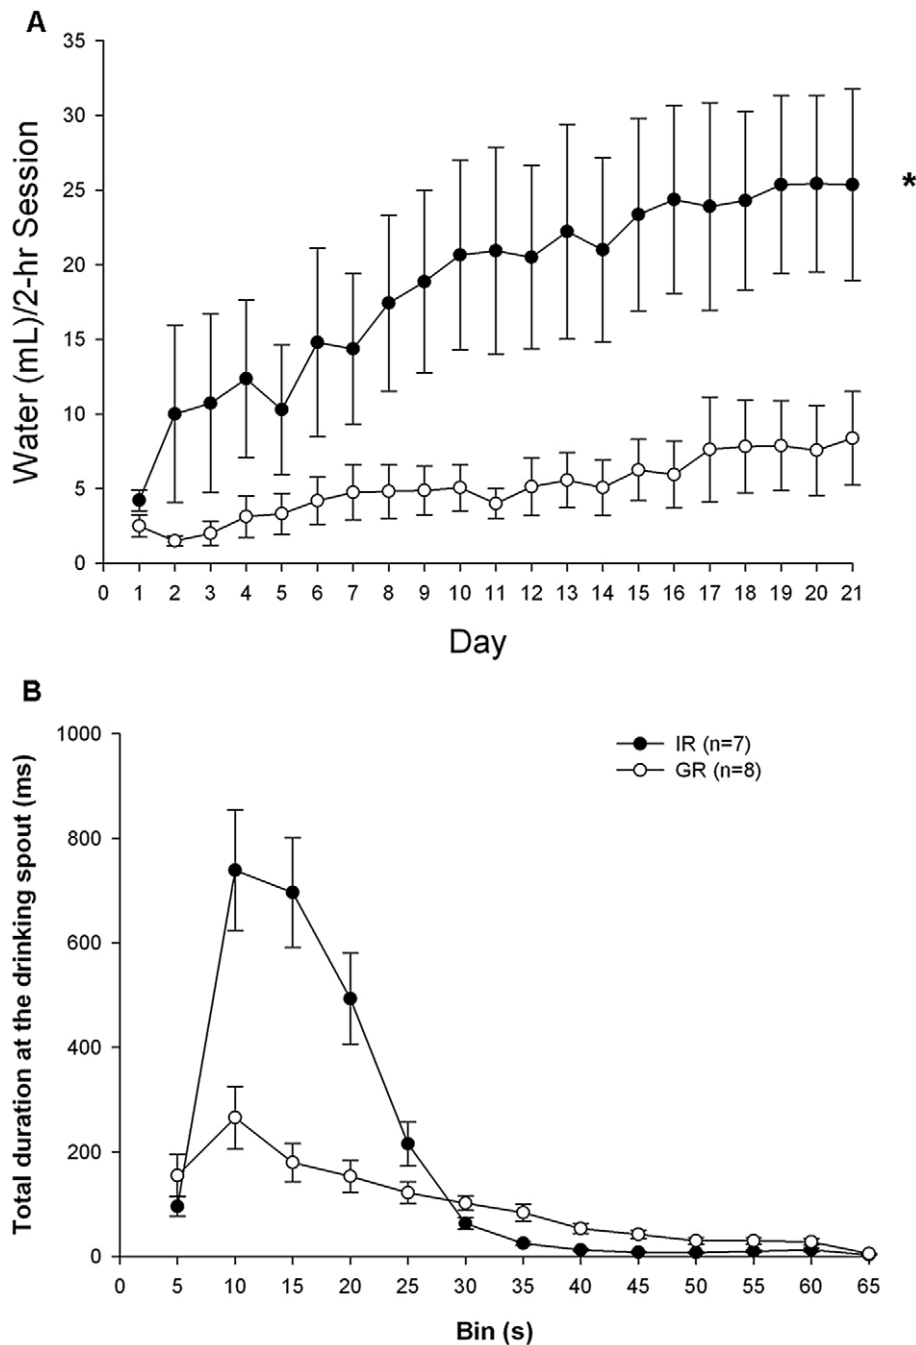 A
35
30
25
20
15
10
5
0
Water (mL)/2-hr Session
*
0 1 2 3 4 5 6 7 8 9 10 11 12 13 14 15 16 17 18 19 20 21
Day
B
1000
800
600
400
200
0
Total duration at the drinking spout (ms)
IR (n=7)
GR (n=8)
0 5 10 15 20 25 30 35 40 45 50 55 60 65
Bin (s)